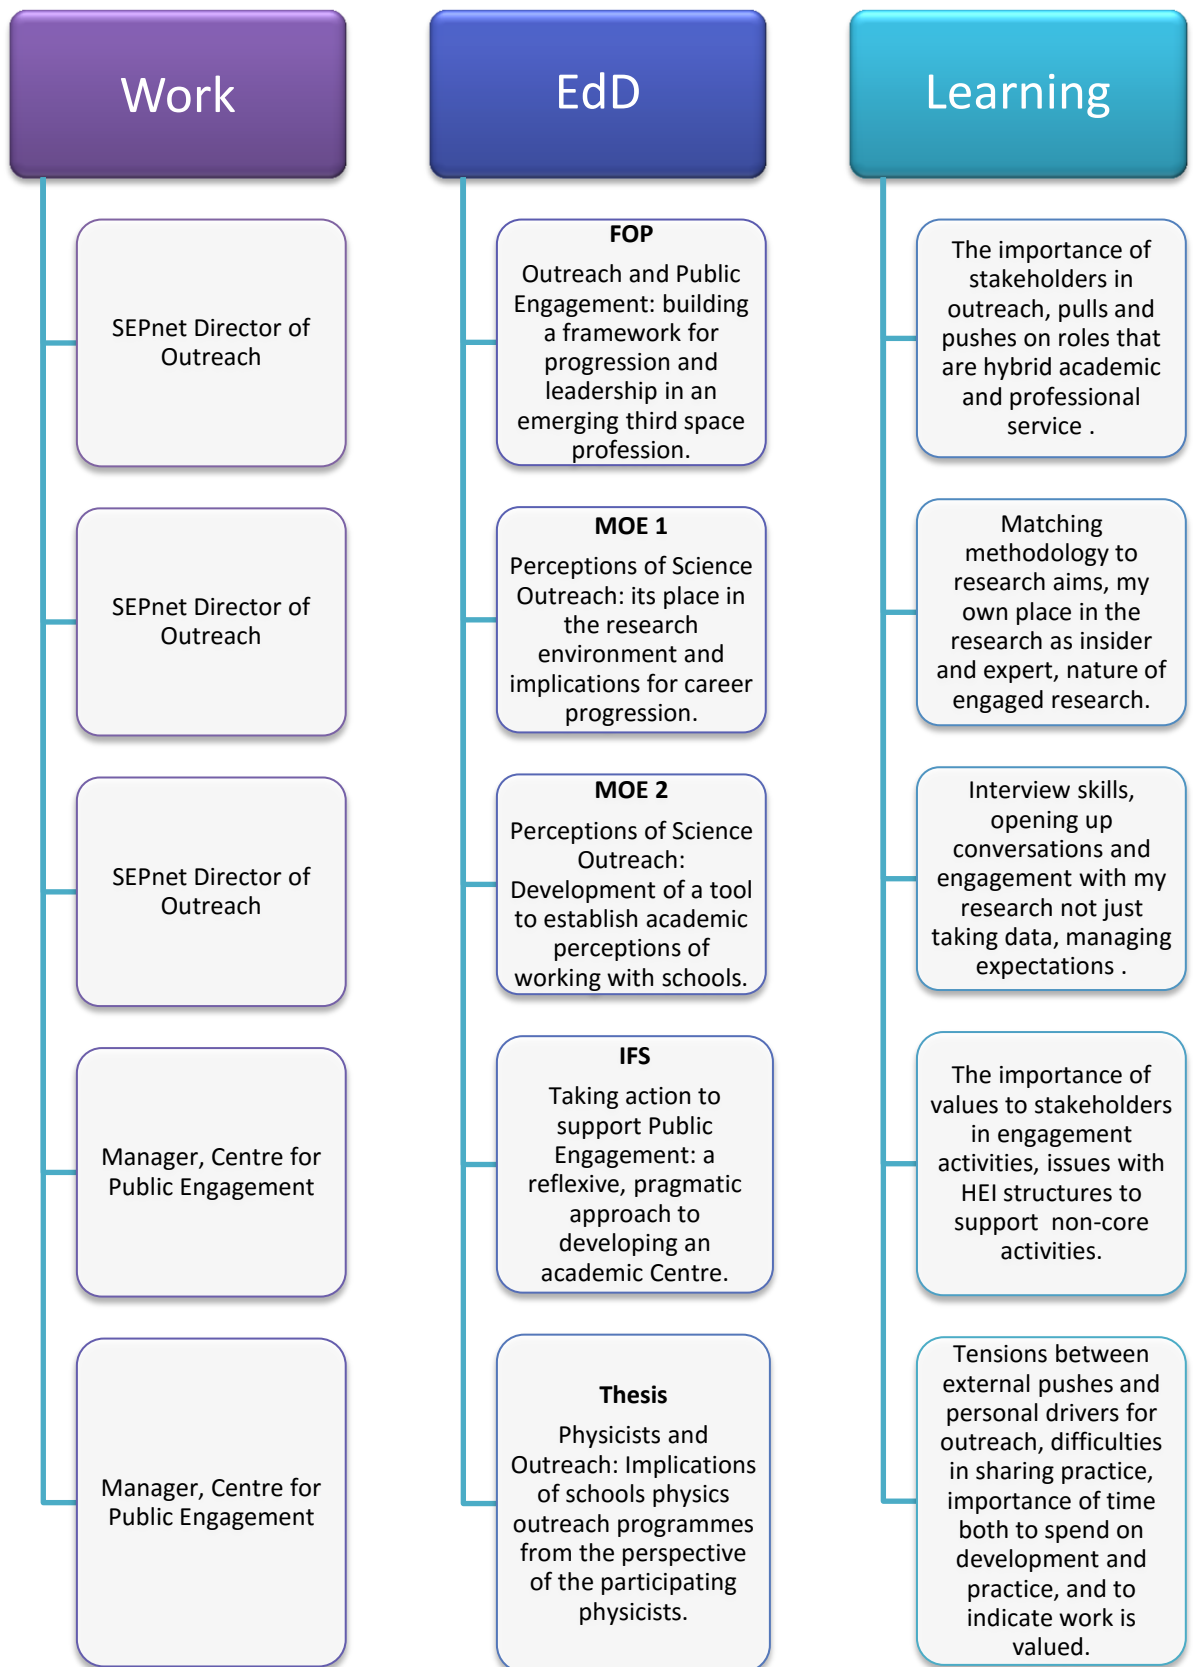 Work
SEPnet Director of
Outreach
SEPnet Director of
Outreach
SEPnet Director of
Outreach
Manager, Centre for
Public Engagement
Manager, Centre for
Public Engagement
EdD
FOP
Outreach and Public
Engagement: building
a framework for
progression and
leadership in an
emerging third space
profession.
MOE 1
Perceptions of Science
Outreach: its place in
the research
environment and
implications for career
progression.
MOE 2
Perceptions of Science
Outreach:
Development of a tool
to establish academic
perceptions of
working with schools.
IFS
Taking action to
support Public
Engagement: a
reflexive, pragmatic
approach to
developing an
academic Centre.
Thesis
Physicists and
Outreach: Implications
of schools physics
outreach programmes
from the perspective
of the participating
physicists.
Learning
The importance of
stakeholders in
outreach, pulls and
pushes on roles that
are hybrid academic
and professional
service .
Matching
methodology to
research aims, my
own place in the
research as insider
and expert, nature of
engaged research.
Interview skills,
opening up
conversations and
engagement with my
research not just
taking data, managing
expectations .
The importance of
values to stakeholders
in engagement
activities, issues with
HEI structures to
support  non-core
activities.
Tensions between
external pushes and
personal drivers for
outreach, difficulties
in sharing practice,
importance of time
both to spend on
development and
practice, and to
indicate work is
valued.